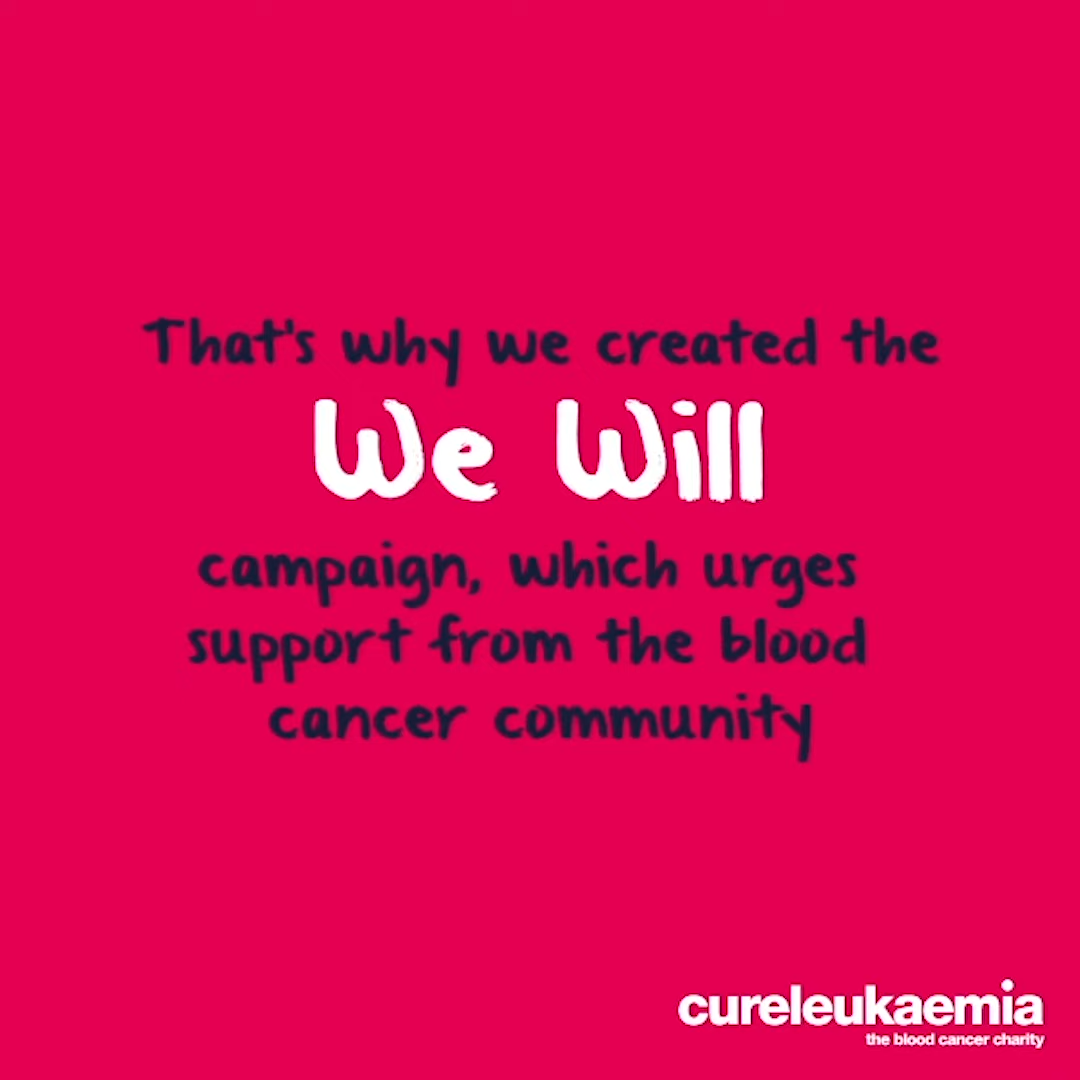 That's why we created the
We Will
campaign, which urges
support from the blood
cancer community
cureleukaemia
the blood cancer charity